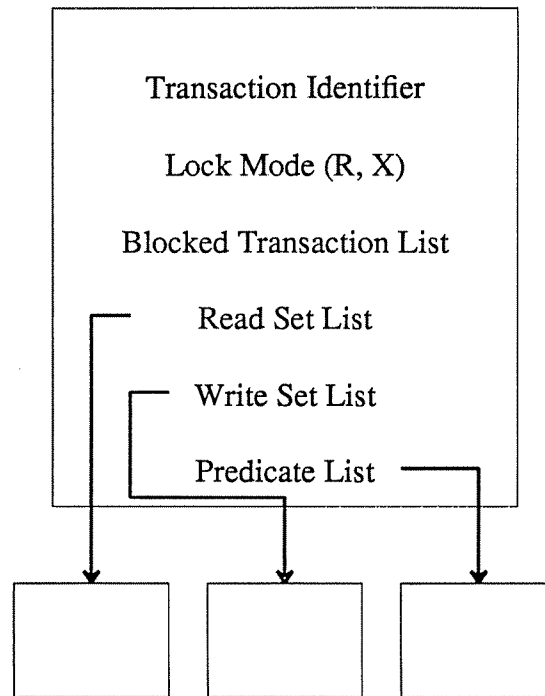 Transaction Identifier
Lock Mode (R, X)
Blocked Transaction List
Read Set List
Write Set List
Predicate List